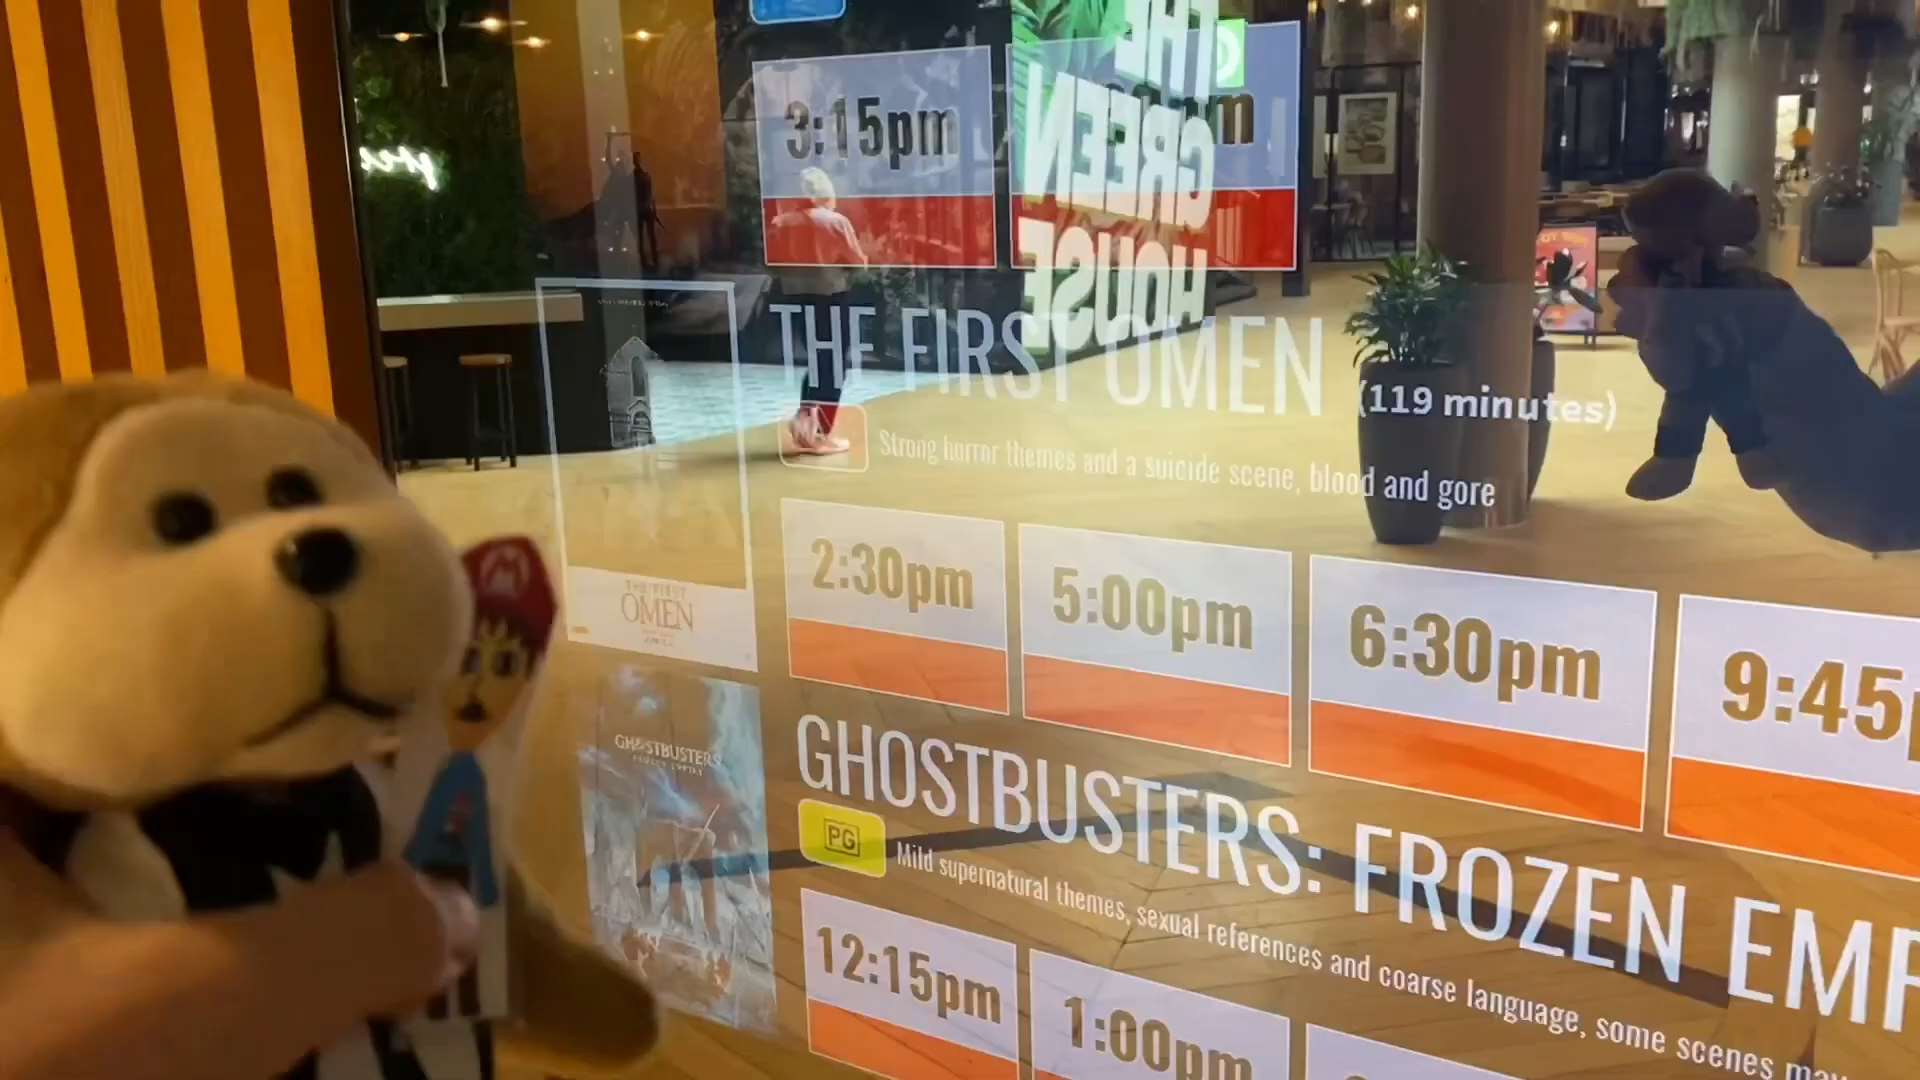 3:15pm
THE
GREEN
HOUSE
THE FIRST OMEN (119 minutes)
Strong horror themes and a suicide scene, blood and gore
2:30pm 5:00pm 6:30pm 9:45
THE FIRST
OMEN
GHOSTBUSTERS
GHOSTBUSTERS: FROZEN EMP
PG
Mild supernatural themes, sexual references and coarse language, some scenes may
12:15pm 1:00pm
M